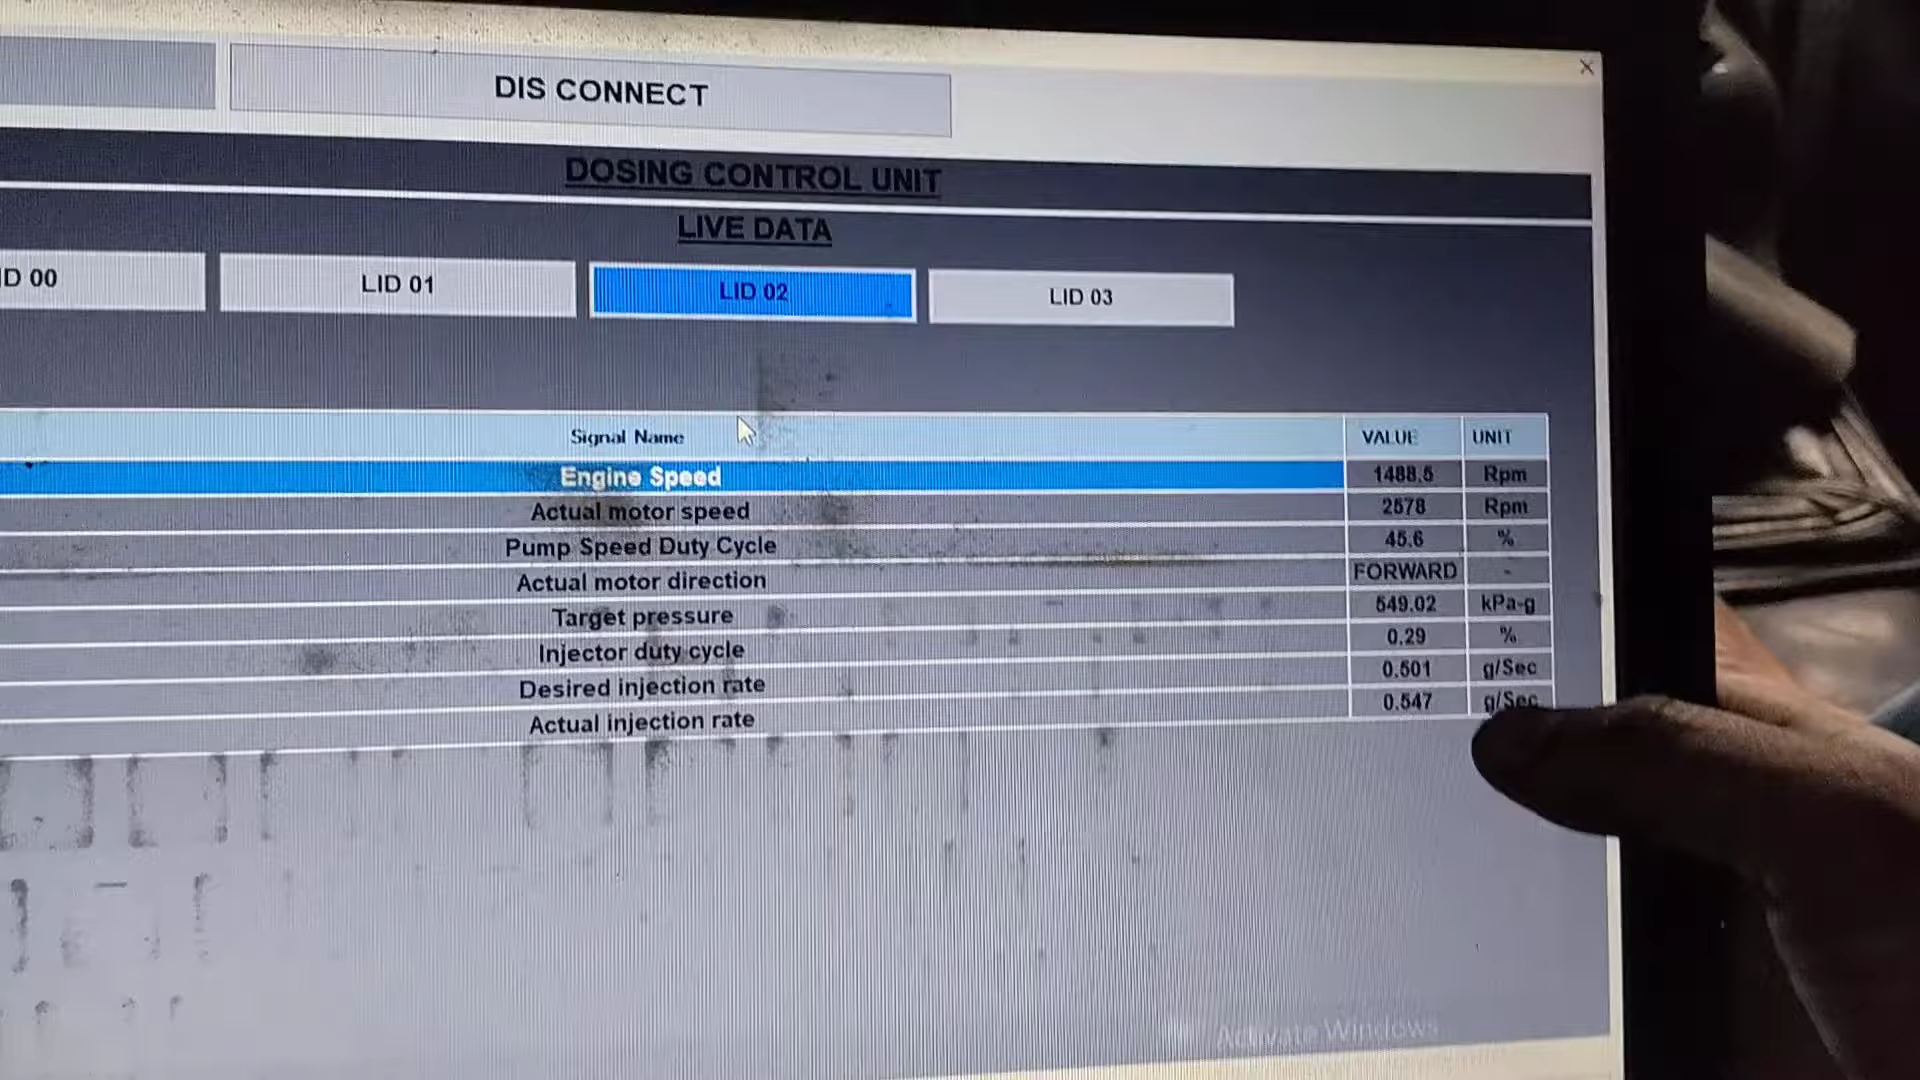 DIS CONNECT
DOSING CONTROL UNIT
LIVE DATA
ID 00 LID 01 LID 02 LID 03
Signal Name VALUE UNIT
Engine Speed 1488.5 Rpm
Actual motor speed 2578 Rpm
Pump Speed Duty Cycle 45.6 %
Actual motor direction FORWARD -
Target pressure 549.02 kPa-g
Injector duty cycle 0.29 %
Desired injection rate 0.501 g/Sec
Actual injection rate 0.547 g/Sec
Activate Windows